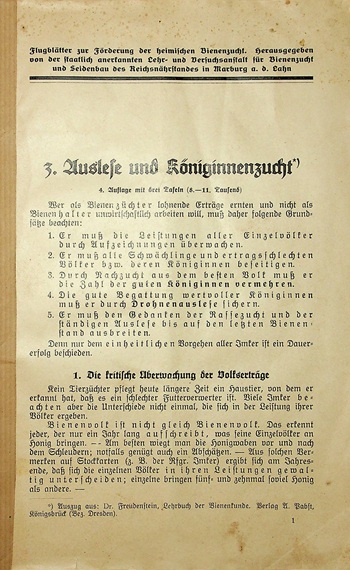 Flugblätter zur Förderung der heimischen Bienenzucht. Herausgegeben
von der staatlich anerkannten Lehr- und Versuchsanstalt für Bienenzucht
und Seidenbau des Reichsnährstandes in Marburg a. d. Lahn
3. Auslese und Königinnenzucht*)
4. Auflage mit drei Tafeln (8.—11. Tausend)
Wer als Bienenzüchter lohnende Erträge ernten und nicht als
Bienenhalter unwirtschaftlich arbeiten will, muß daher folgende Grund-
sätze beachten:
1. Er muß die Leistungen aller Einzelvölker
durch Aufzeichnungen überwachen.
2. Er muß alle Schwächlinge und ertragschlechten
Völker bzw. deren Königinnen beseitigen.
3. Durch Nachzucht aus dem besten Volk muß er
die Zahl der guten Königinnen vermehren.
4. Die gute Begattung wertvoller Königinnen
muß er durch Drohnenauslese sichern.
5. Er muß den Gedanken der Rassezucht und der
ständigen Auslese bis auf den letzten Bienen-
stand ausbreiten.
Denn nur dem einheitlichen Vorgehen aller Imker ist ein Dauer-
erfolg beschieden.
1. Die kritische Überwachung der Volkserträge
Kein Tierzüchter pflegt heute längere Zeit ein Haustier, von dem er
erkannt hat, daß es ein schlechter Futterverwerter ist. Viele Imker be-
achten aber die Unterschiede nicht einmal, die sich in der Leistung ihrer
Völker ergeben.
Bienenvolk ist nicht gleich Bienenvolk. Das erkennt
jeder, der nur ein Jahr lang aufschreibt, was seine Einzelvölker an
Honig bringen. — Am besten wiegt man die Honigwaben vor und nach
dem Schleudern; notfalls genügt auch ein Abschätzen. — Aus solchen Ver-
merken auf Stockkarten (z. B. der Rfgr. Imker) ergibt sich am Jahres-
ende, daß sich die einzelnen Völker in ihren Leistungen gewal-
tig unterscheiden; einzelne bringen fünf- und zehnmal soviel Honig
als andere. —
*) Auszug aus: Dr. Freudenstein, Lehrbuch der Bienenkunde. Verlag A. Pabst,
Königsbrück (Bez. Dresden).
1